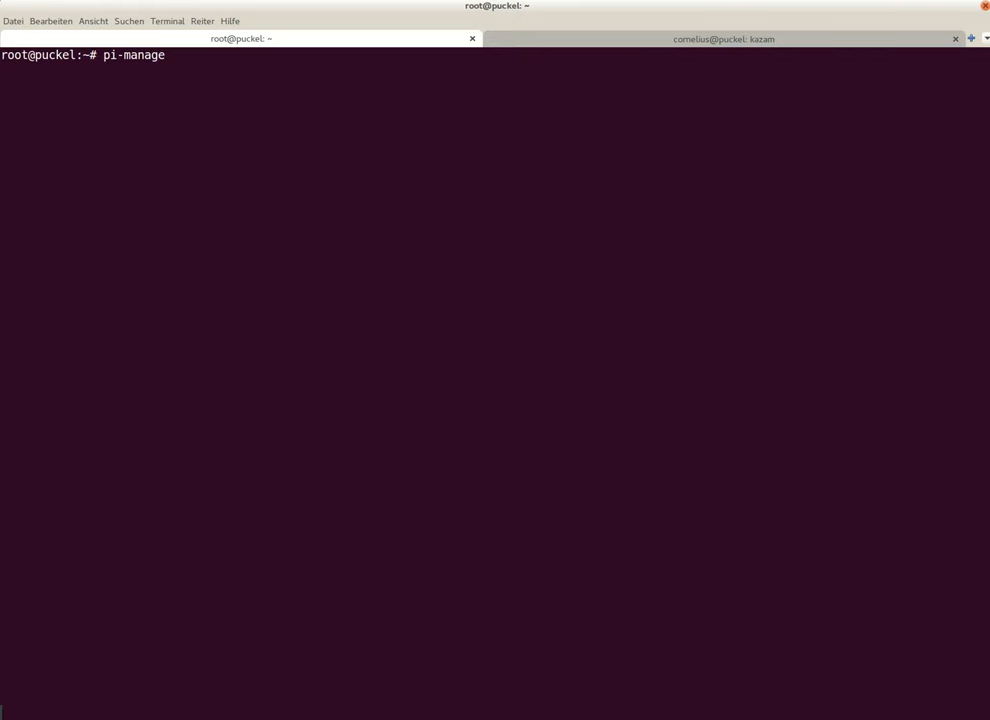 root@puckel: ~
Datei Bearbeiten Ansicht Suchen Terminal Reiter Hilfe
root@puckel: ~ cornelius@puckel: kazam
root@puckel:~# pi-manage